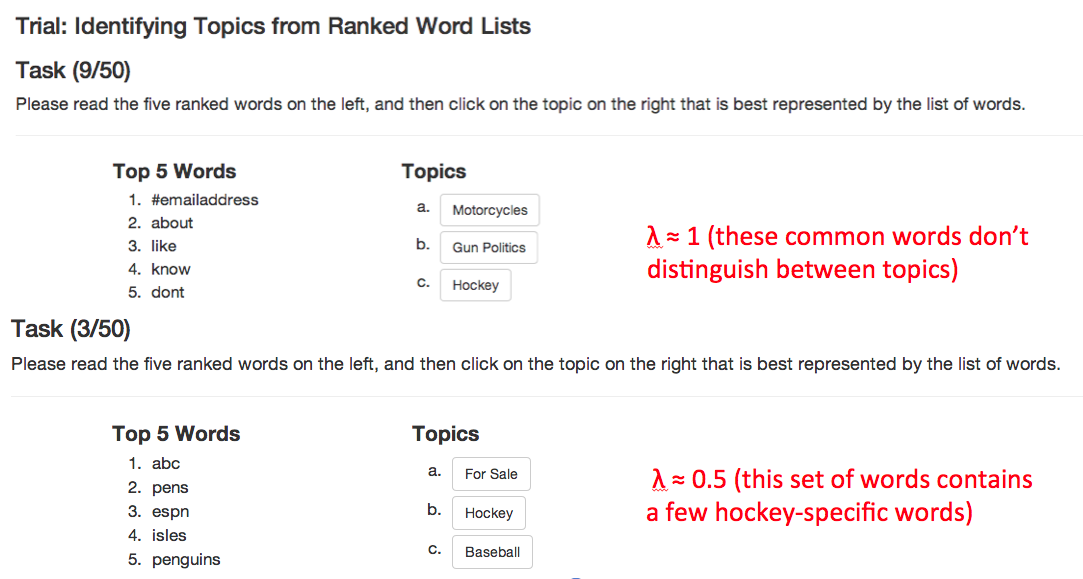 Trial: Identifying Topics from Ranked Word Lists
Task (9/50)
Please read the five ranked words on the left, and then click on the topic on the right that is best represented by the list of words.
Top 5 Words
1. #emailaddress
2. about
3. like
4. know
5. dont
Topics
a. Motorcycles
b. Gun Politics
c. Hockey
λ ≈ 1 (these common words don’t
distinguish between topics)
Task (3/50)
Please read the five ranked words on the left, and then click on the topic on the right that is best represented by the list of words.
Top 5 Words
1. abc
2. pens
3. espn
4. isles
5. penguins
Topics
a. For Sale
b. Hockey
c. Baseball
λ ≈ 0.5 (this set of words contains
a few hockey-specific words)